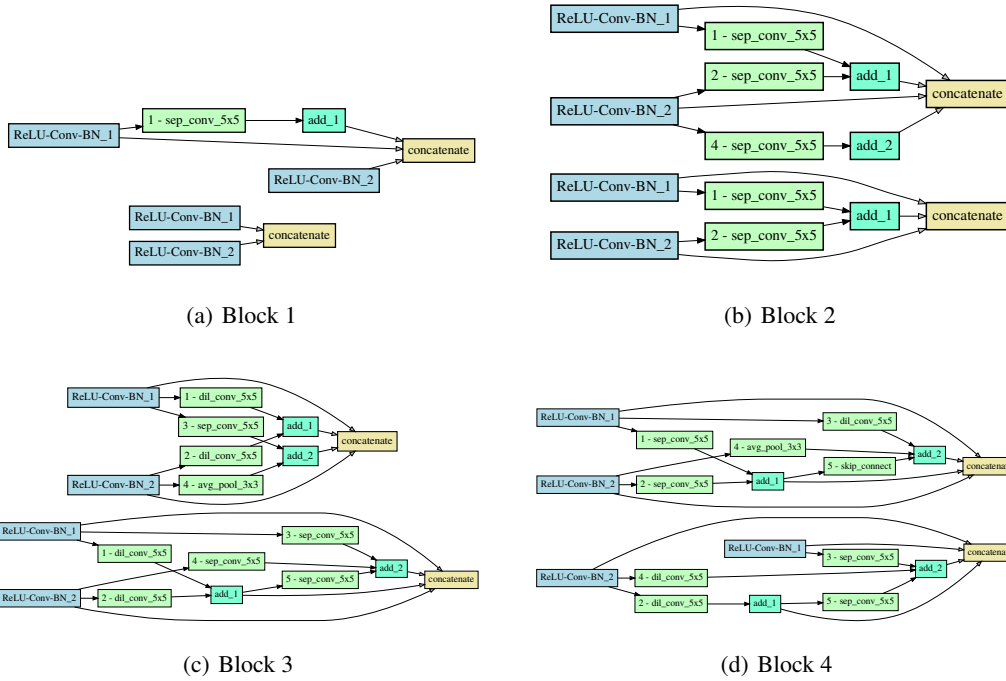 1 - sep_conv_5x5
add_1
ReLU-Conv-BN_1
concatenate
ReLU-Conv-BN_2
ReLU-Conv-BN_1
concatenate
ReLU-Conv-BN_2
(a) Block 1
ReLU-Conv-BN_1
1 - sep_conv_5x5
2 - sep_conv_5x5
add_1
concatenate
ReLU-Conv-BN_2
4 - sep_conv_5x5
add_2
ReLU-Conv-BN_1
1 - sep_conv_5x5
add_1
concatenate
2 - sep_conv_5x5
ReLU-Conv-BN_2
(b) Block 2
ReLU-Conv-BN_1
1 - dil_conv_5x5
3 - sep_conv_5x5
add_1
concatenate
2 - dil_conv_5x5
add_2
ReLU-Conv-BN_2
4 - avg_pool_3x3
ReLU-Conv-BN_1
3 - sep_conv_5x5
1 - dil_conv_5x5
4 - sep_conv_5x5
add_2
5 - sep_conv_5x5
concatenate
ReLU-Conv-BN_2
2 - dil_conv_5x5
add_1
(c) Block 3
ReLU-Conv-BN_1
3 - dil_conv_5x5
1 - sep_conv_5x5
4 - avg_pool_3x3
add_2
5 - skip_connect
concatenat
ReLU-Conv-BN_2
2 - sep_conv_5x5
add_1
ReLU-Conv-BN_1
3 - sep_conv_5x5
concatenat
add_2
ReLU-Conv-BN_2
4 - dil_conv_5x5
2 - dil_conv_5x5
add_1
5 - sep_conv_5x5
(d) Block 4